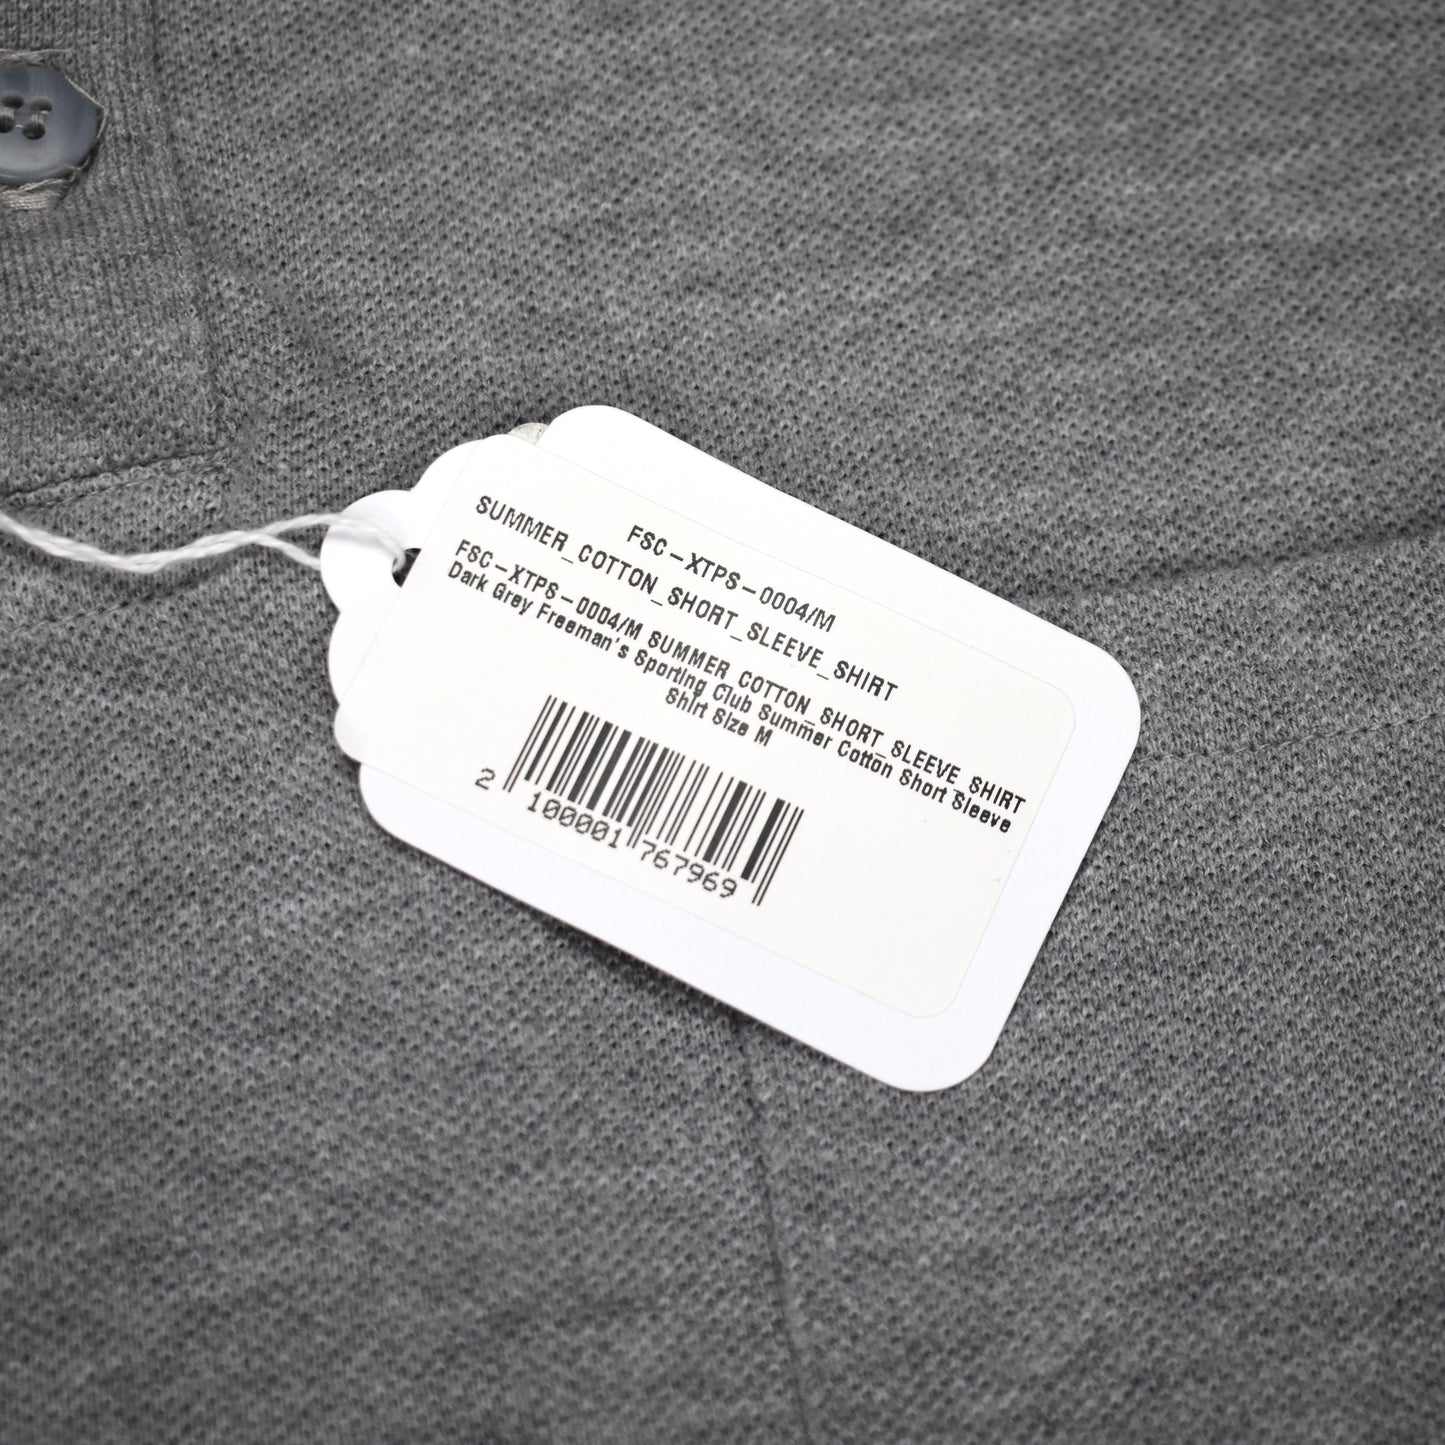 FSC-XTPS-0004/M
SUMMER_COTTON_SHORT_SLEEVE_SHIRT
FSC-XTPS-0004/M SUMMER_COTTON_SHORT_SLEEVE_SHIRT
Dark Grey Freeman's Sporting Club Summer Cotton Short Sleeve
Shirt Size M
2 100001 767969